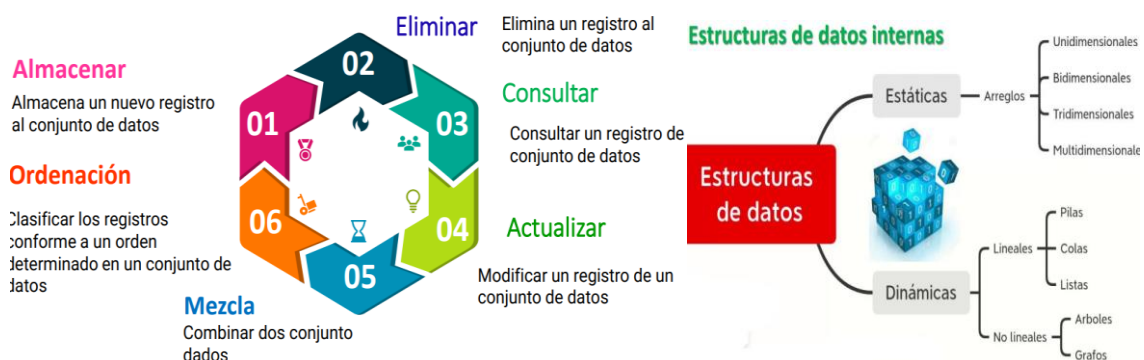 Almacenar
Almacena un nuevo registro
al conjunto de datos
01
Eliminar
Elimina un registro al
conjunto de datos
02
Consultar
Consultar un registro de
conjunto de datos
03
Actualizar
Modificar un registro de un
conjunto de datos
04
Mezcla
Combinar dos conjunto
dados
05
Ordenación
Clasificar los registros
conforme a un orden
determinado en un conjunto de
datos
06
Estructuras de datos internas
Estructuras
de datos
Estáticas
Arreglos
Unidimensionales
Bidimensionales
Tridimensionales
Multidimensionale
Dinámicas
Lineales
Pilas
Colas
Listas
No lineales
Arboles
Grafos